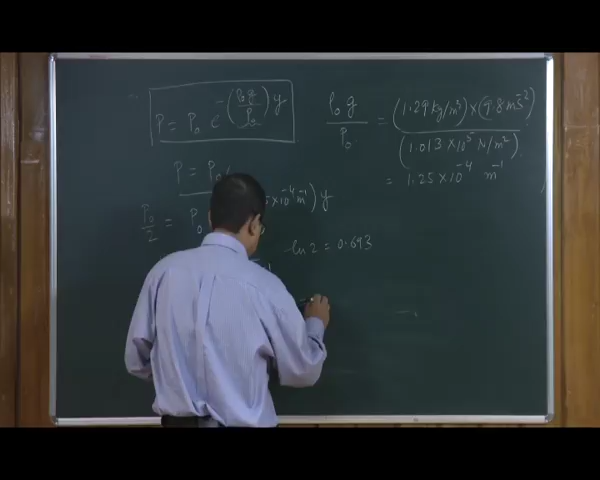 P = P₀ e^-(ρ₀g/P₀)y
ρ₀g/P₀ = (1.29 kg/m³) × (9.8 ms⁻²) / (1.013 × 10⁵ N/m²)
= 1.25 × 10⁻⁴ m⁻¹
P = P₀
× 10⁻⁴ m⁻¹) y
P₀/2 = P₀
ln 2 = 0.693